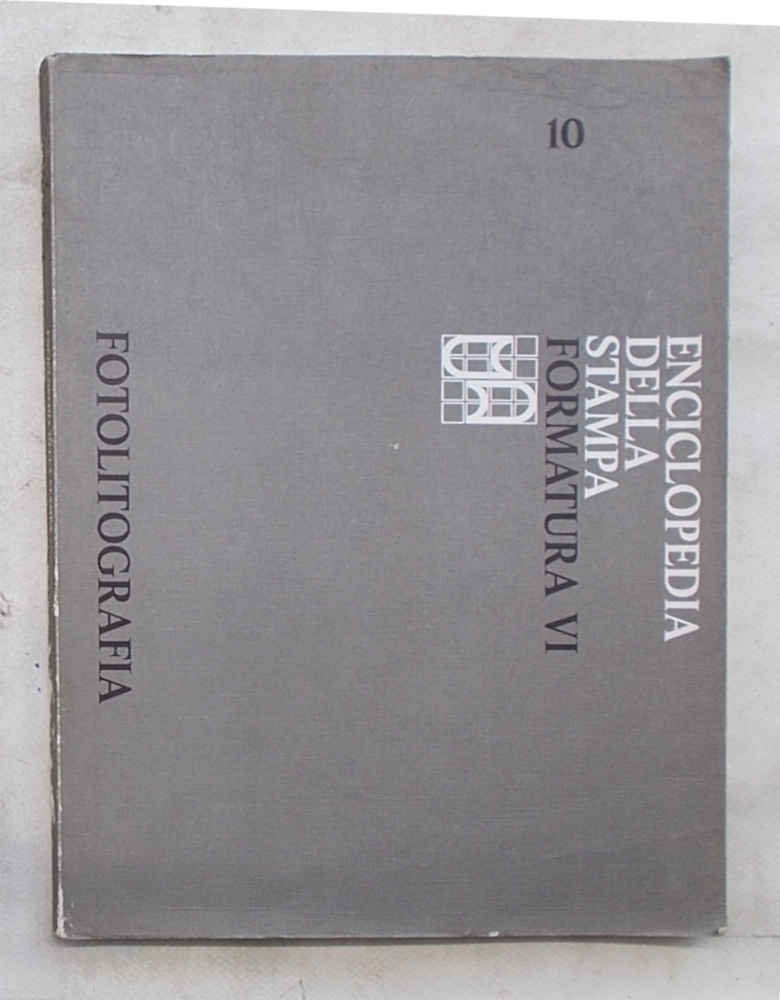 10
ENCICLOPEDIA
DELLA
STAMPA
FORMATURA VI
FOTOLITOGRAFIA